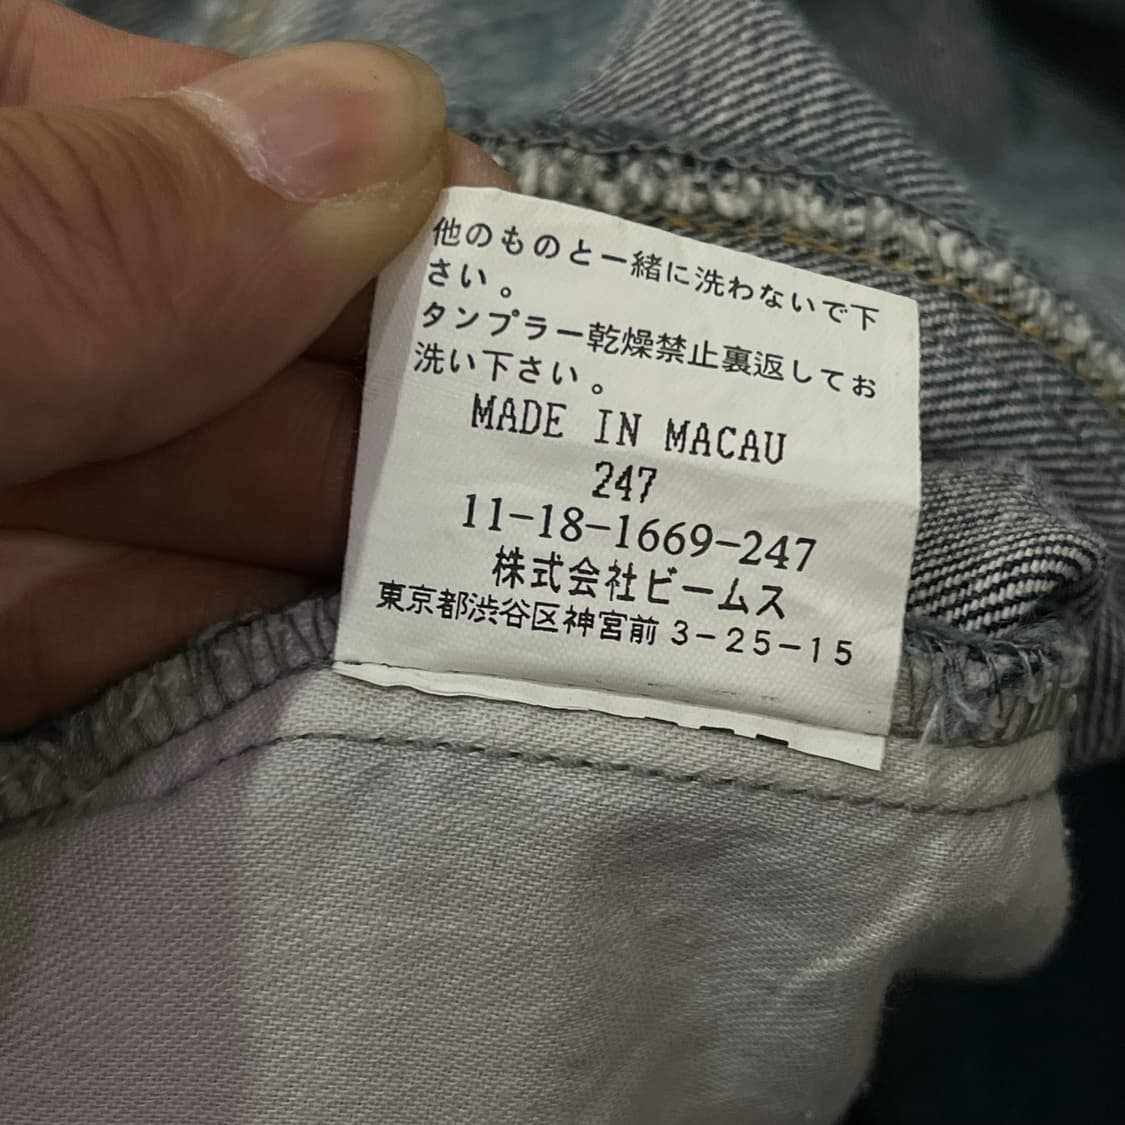 他のものと一緒に洗わないで下
さい。
タンプラー乾燥禁止裏返してお
洗い下さい。
MADE IN MACAU
247
11-18-1669-247
株式会社ビームス
東京都渋谷区神宮前3-25-15